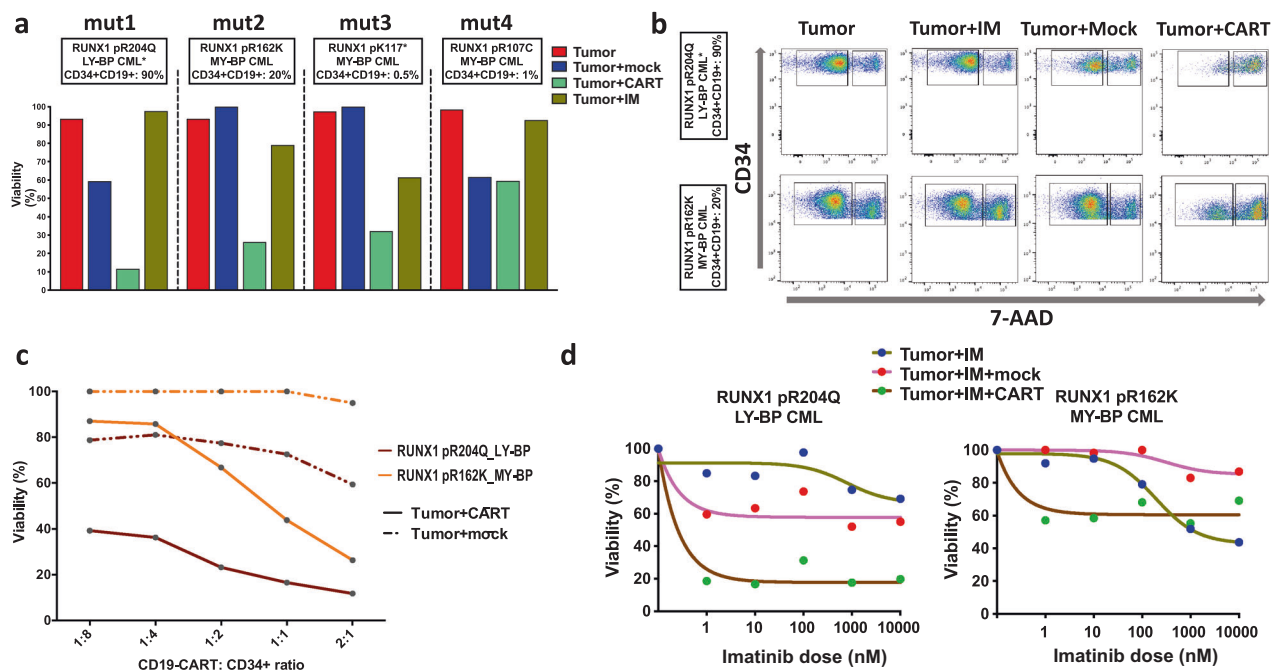 a
mut1 mut2 mut3 mut4
RUNX1 pR204Q
LY-BP CML*
CD34+CD19+: 90%
RUNX1 pR162K
MY-BP CML
CD34+CD19+: 20%
RUNX1 pK117*
MY-BP CML
CD34+CD19+: 0.5%
RUNX1 pR107C
MY-BP CML
CD34+CD19+: 1%
Tumor
Tumor+mock
Tumor+CART
Tumor+IM
Viability
(%)
100
90
80
70
60
50
40
30
20
10
0
b
Tumor Tumor+IM Tumor+Mock Tumor+CART
RUNX1 pR204Q
LY-BP CML*
CD34+CD19+: 90%
RUNX1 pR162K
MY-BP CML
CD34+CD19+: 20%
CD34
7-AAD
c
Viability (%)
100
80
60
40
20
0
1:8 1:4 1:2 1:1 2:1
CD19-CART: CD34+ ratio
RUNX1 pR204Q_LY-BP
RUNX1 pR162K_MY-BP
Tumor+CART
Tumor+mock
d
Tumor+IM
Tumor+IM+mock
Tumor+IM+CART
RUNX1 pR204Q
LY-BP CML
Viability (%)
100
80
60
40
20
0
1 10 100 1000 10000
Imatinib dose (nM)
RUNX1 pR162K
MY-BP CML
Viability (%)
100
80
60
40
20
0
1 10 100 1000 10000
Imatinib dose (nM)